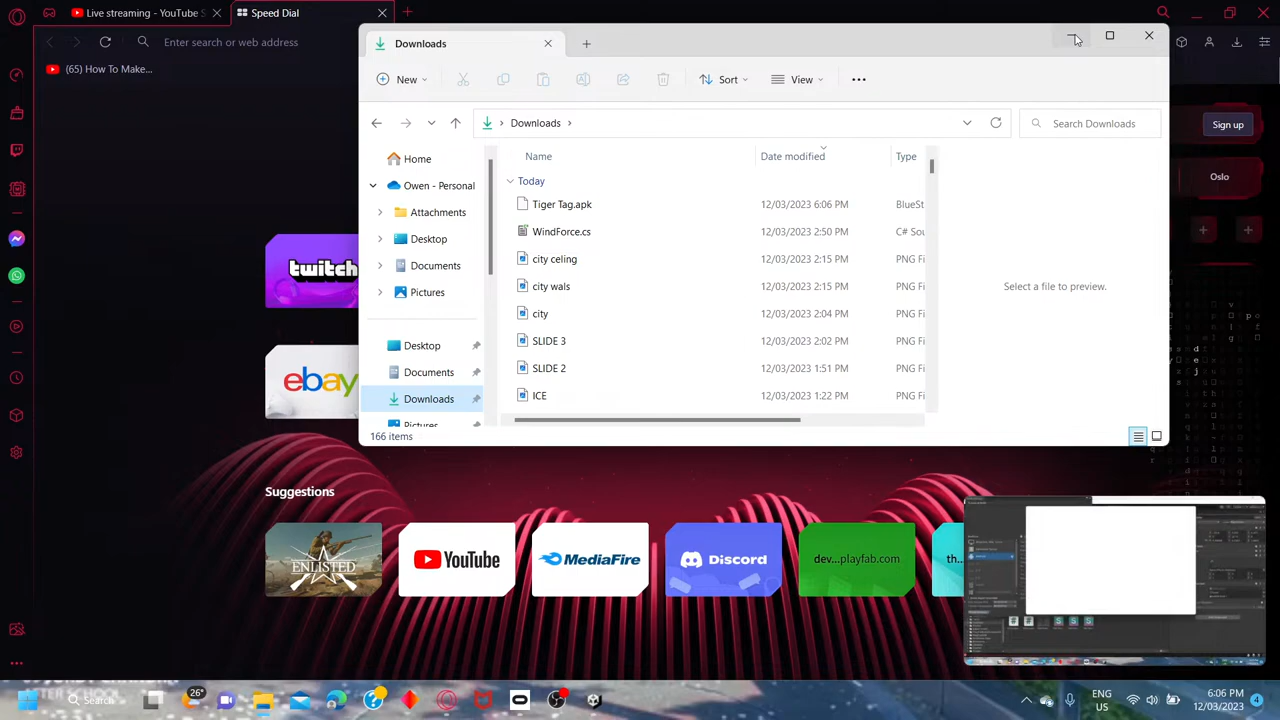 Live streaming - YouTube S
Speed Dial
Enter search or web address
(65) How To Make...
Sign up
Oslo
Downloads
New
Sort
View
Downloads
Search Downloads
Home
Owen - Personal
Attachments
Desktop
Documents
Pictures
Desktop
Documents
Downloads
Pictures
Name
Date modified
Type
Today
Tiger Tag.apk 12/03/2023 6:06 PM BlueSt
WindForce.cs 12/03/2023 2:50 PM C# Sou
city celing 12/03/2023 2:15 PM PNG Fi
city wals 12/03/2023 2:15 PM PNG Fi
city 12/03/2023 2:04 PM PNG Fi
SLIDE 3 12/03/2023 2:02 PM PNG Fi
SLIDE 2 12/03/2023 1:51 PM PNG Fi
ICE 12/03/2023 1:22 PM PNG Fi
Select a file to preview.
166 items
twitch
ebay
Suggestions
ENLISTED
YouTube
MediaFire
Discord
dev...playfab.com
th...
Search
26°
ENG
US
6:06 PM
12/03/2023
4